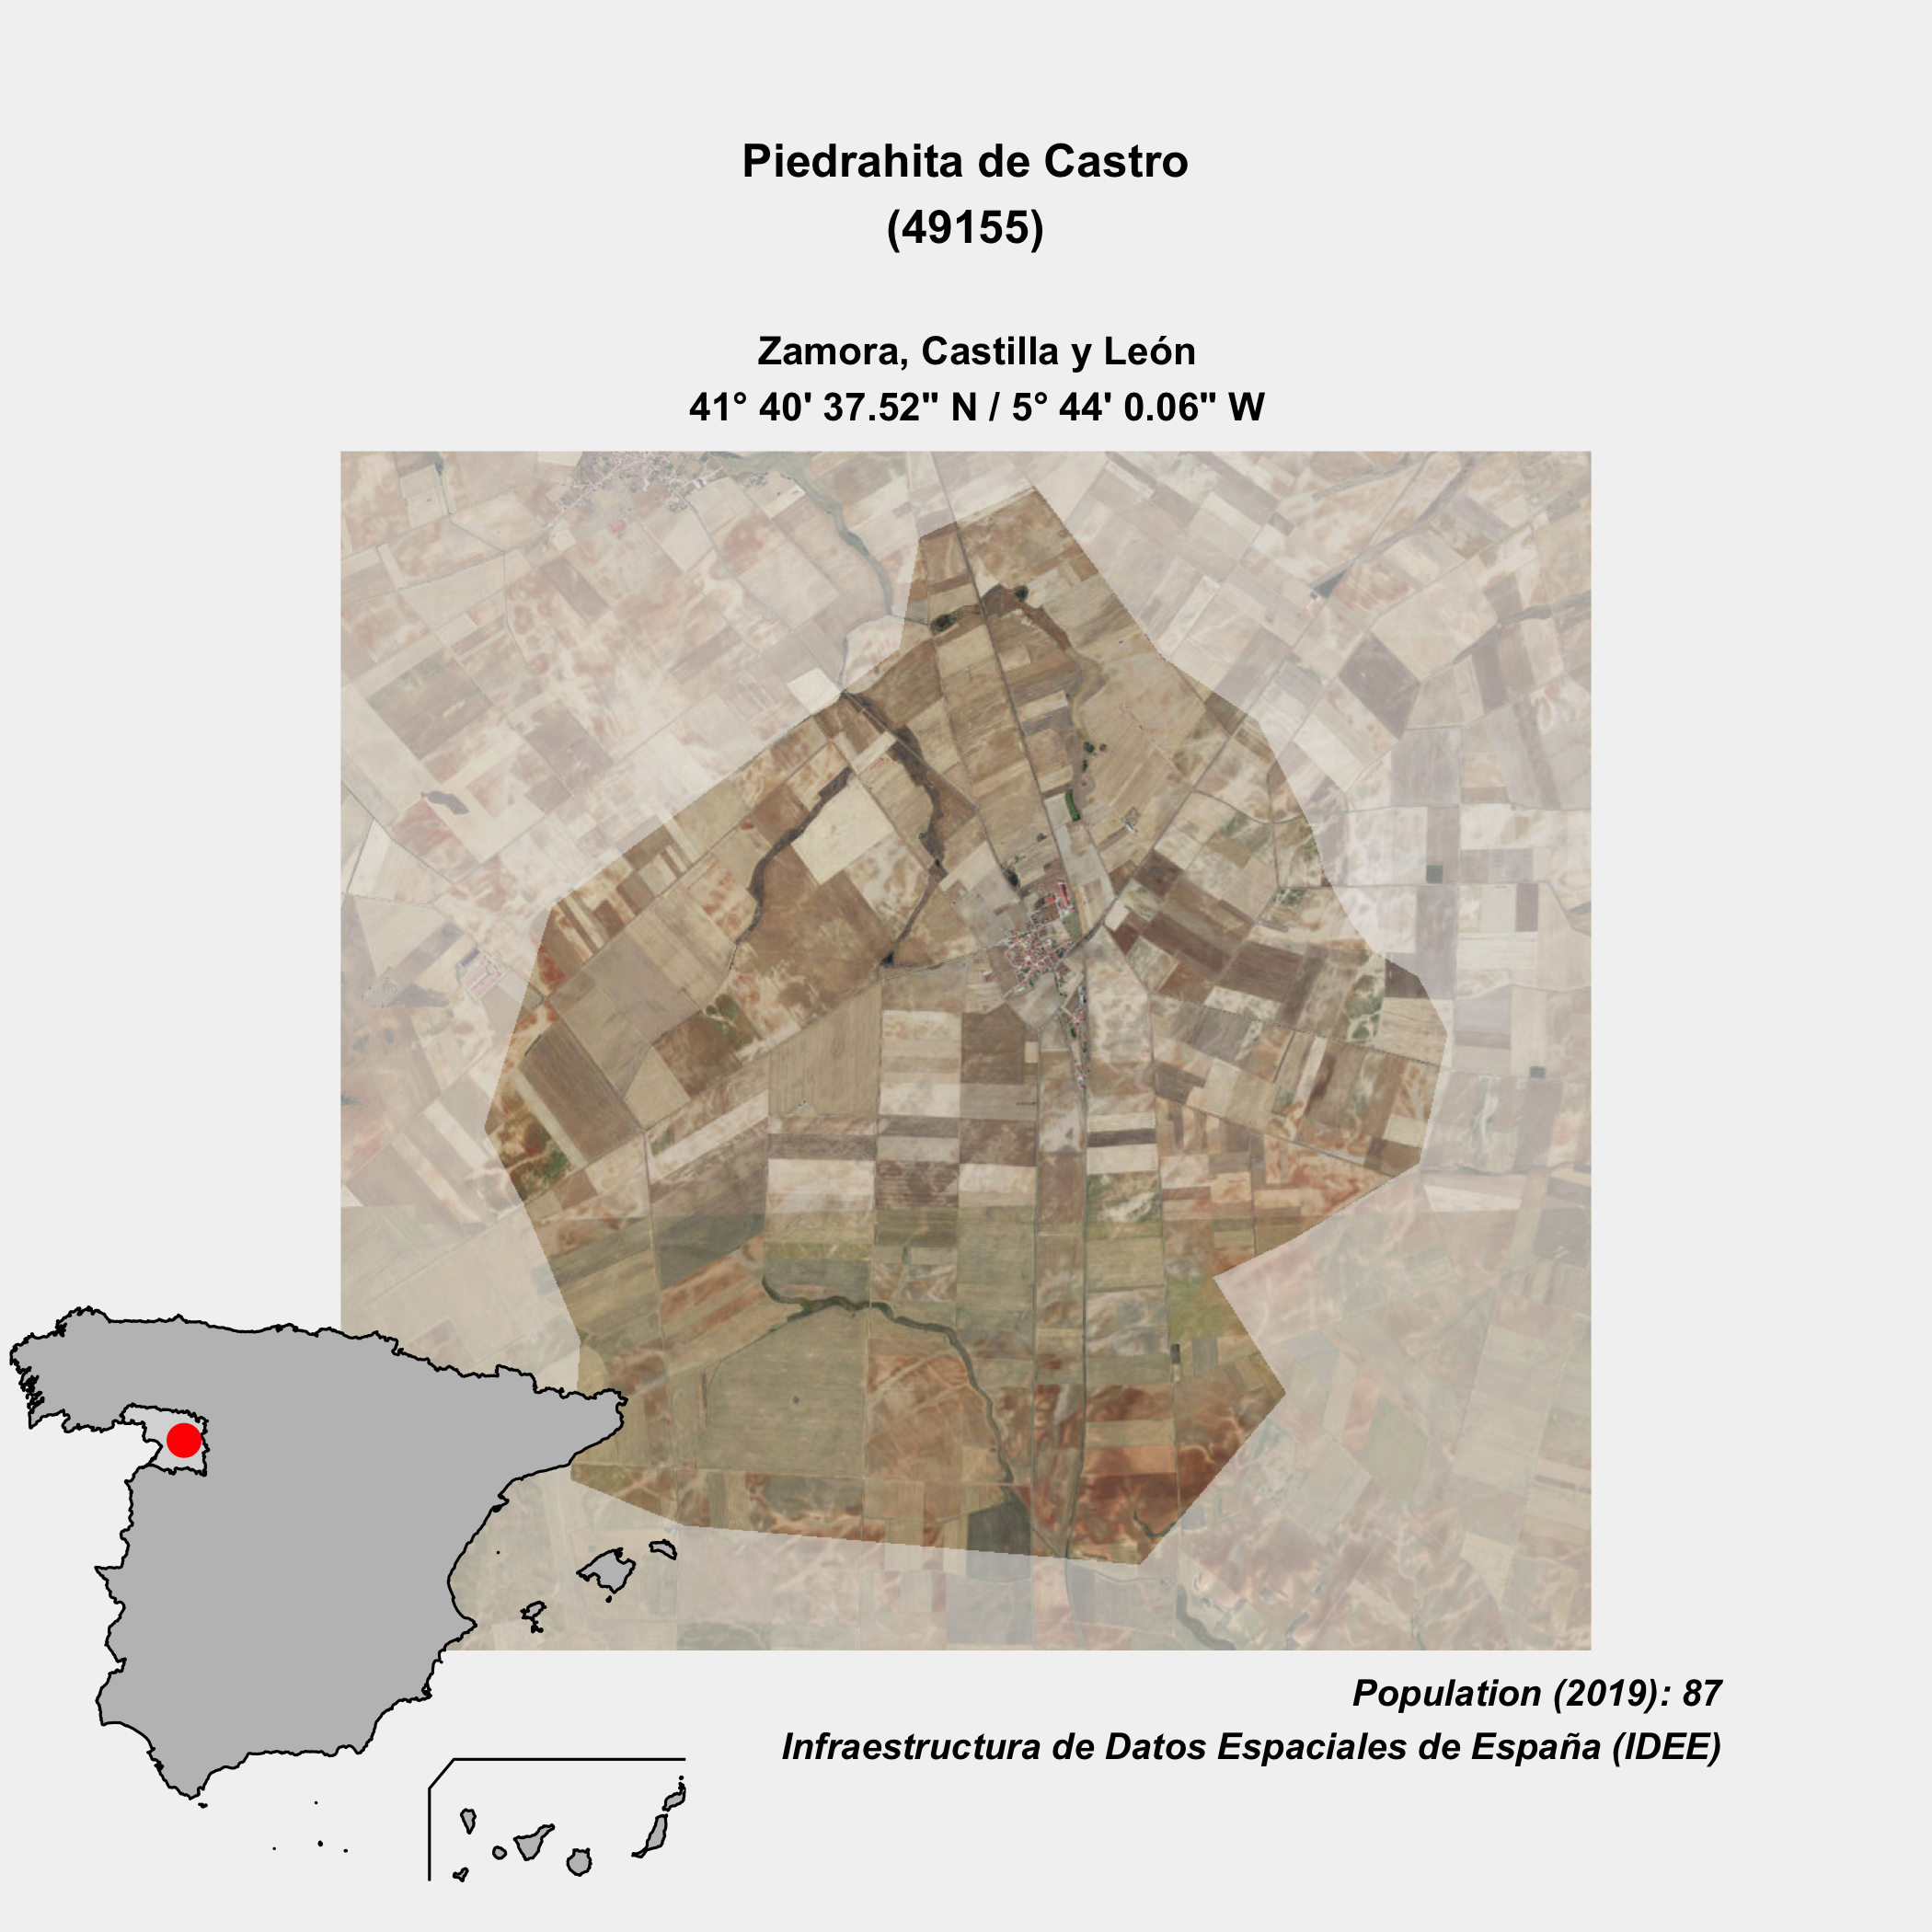 Piedrahita de Castro
(49155)
Zamora, Castilla y León
41° 40' 37.52" N / 5° 44' 0.06" W
Population (2019): 87
Infraestructura de Datos Espaciales de España (IDEE)